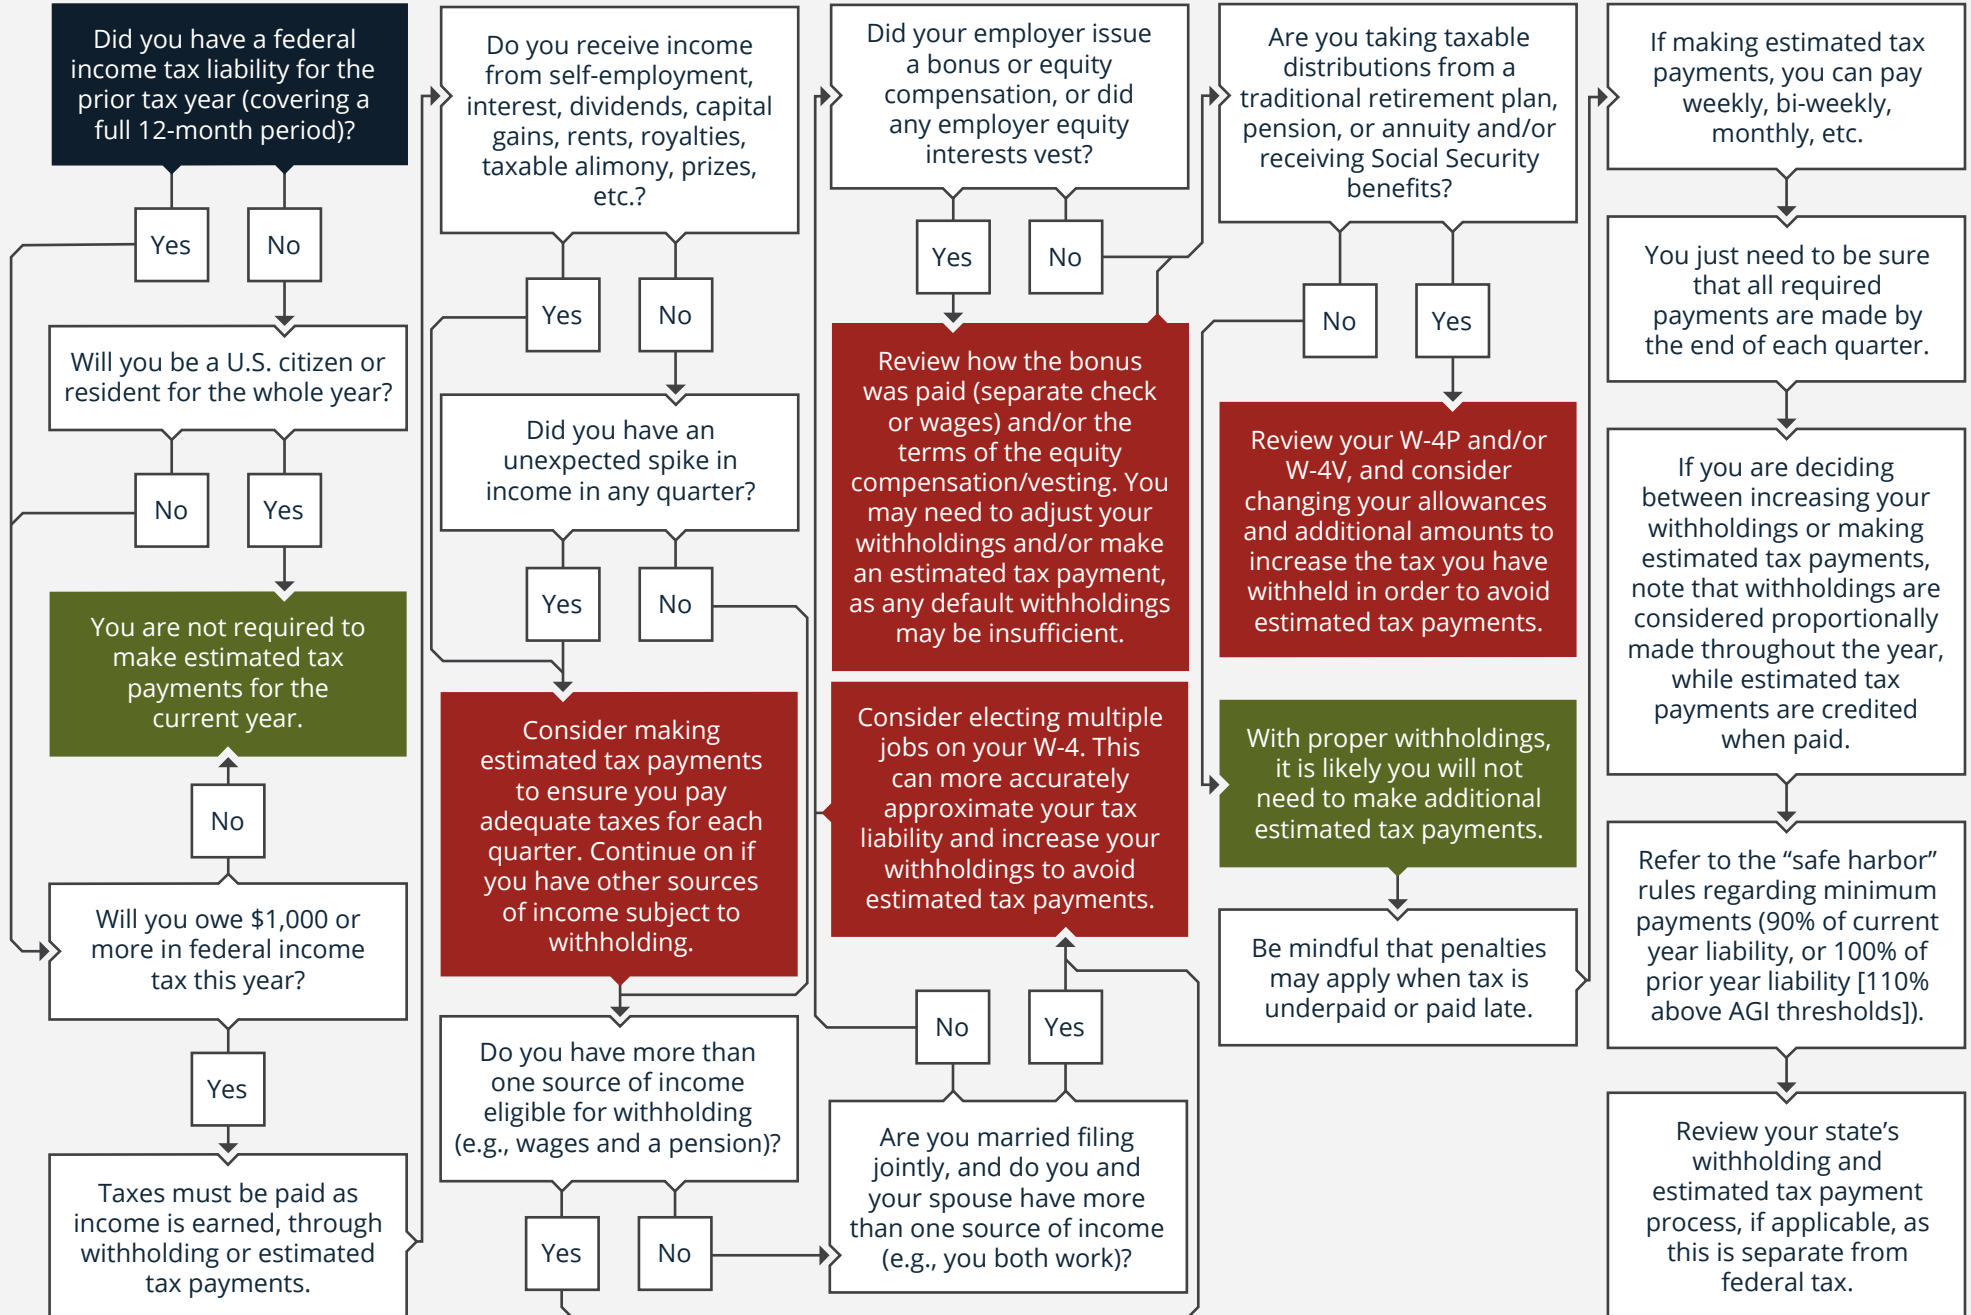 Did you have a federal
income tax liability for the
prior tax year (covering a
full 12-month period)?
Yes
No
Will you be a U.S. citizen or
resident for the whole year?
No
Yes
You are not required to
make estimated tax
payments for the
current year.
No
Will you owe $1,000 or
more in federal income
tax this year?
Yes
Taxes must be paid as
income is earned, through
withholding or estimated
tax payments.
Do you receive income
from self-employment,
interest, dividends, capital
gains, rents, royalties,
taxable alimony, prizes,
etc.?
Yes
No
Did you have an
unexpected spike in
income in any quarter?
Yes
No
Consider making
estimated tax payments
to ensure you pay
adequate taxes for each
quarter. Continue on if
you have other sources
of income subject to
withholding.
Do you have more than
one source of income
eligible for withholding
(e.g., wages and a pension)?
Yes
No
Did your employer issue
a bonus or equity
compensation, or did
any employer equity
interests vest?
Yes
No
Review how the bonus
was paid (separate check
or wages) and/or the
terms of the equity
compensation/vesting. You
may need to adjust your
withholdings and/or make
an estimated tax payment,
as any default withholdings
may be insufficient.
Consider electing multiple
jobs on your W-4. This
can more accurately
approximate your tax
liability and increase your
withholdings to avoid
estimated tax payments.
No
Yes
Are you married filing
jointly, and do you and
your spouse have more
than one source of income
(e.g., you both work)?
Are you taking taxable
distributions from a
traditional retirement plan,
pension, or annuity and/or
receiving Social Security
benefits?
No
Yes
Review your W-4P and/or
W-4V, and consider
changing your allowances
and additional amounts to
increase the tax you have
withheld in order to avoid
estimated tax payments.
With proper withholdings,
it is likely you will not
need to make additional
estimated tax payments.
Be mindful that penalties
may apply when tax is
underpaid or paid late.
If making estimated tax
payments, you can pay
weekly, bi-weekly,
monthly, etc.
You just need to be sure
that all required
payments are made by
the end of each quarter.
If you are deciding
between increasing your
withholdings or making
estimated tax payments,
note that withholdings are
considered proportionally
made throughout the year,
while estimated tax
payments are credited
when paid.
Refer to the “safe harbor”
rules regarding minimum
payments (90% of current
year liability, or 100% of
prior year liability [110%
above AGI thresholds]).
Review your state’s
withholding and
estimated tax payment
process, if applicable, as
this is separate from
federal tax.